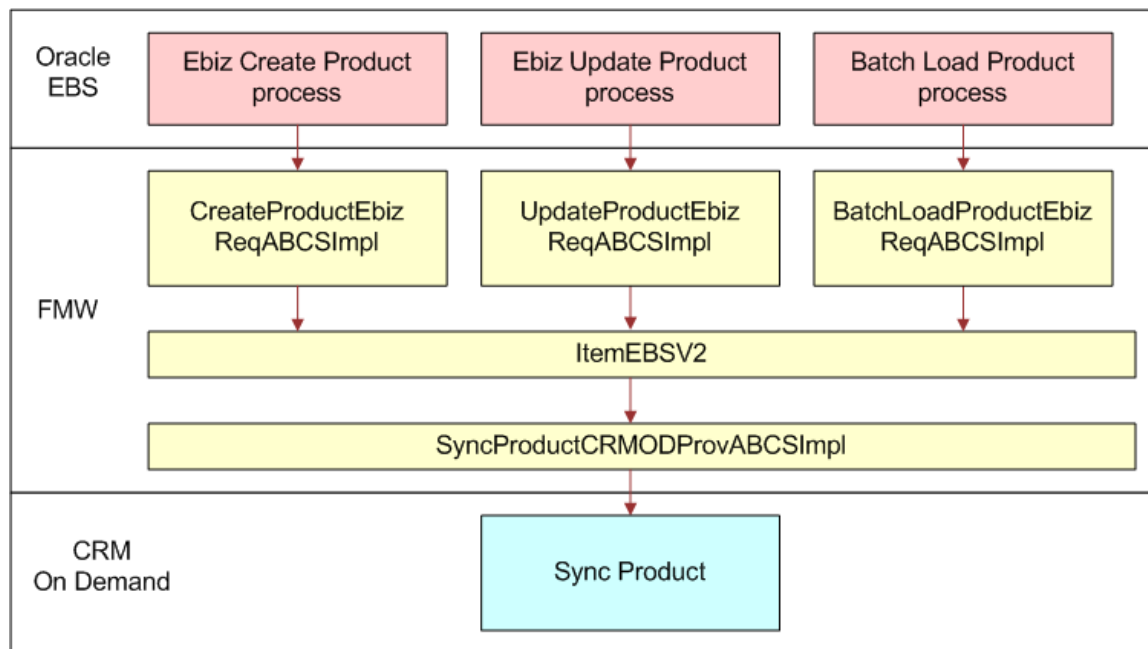 Oracle
EBS
Ebiz Create Product
process
Ebiz Update Product
process
Batch Load Product
process
FMW
CreateProductEbiz
ReqABCSImpl
UpdateProductEbiz
ReqABCSImpl
BatchLoadProductEbiz
ReqABCSImpl
ItemEBSV2
SyncProductCRMODProvABCSImpl
CRM
On Demand
Sync Product